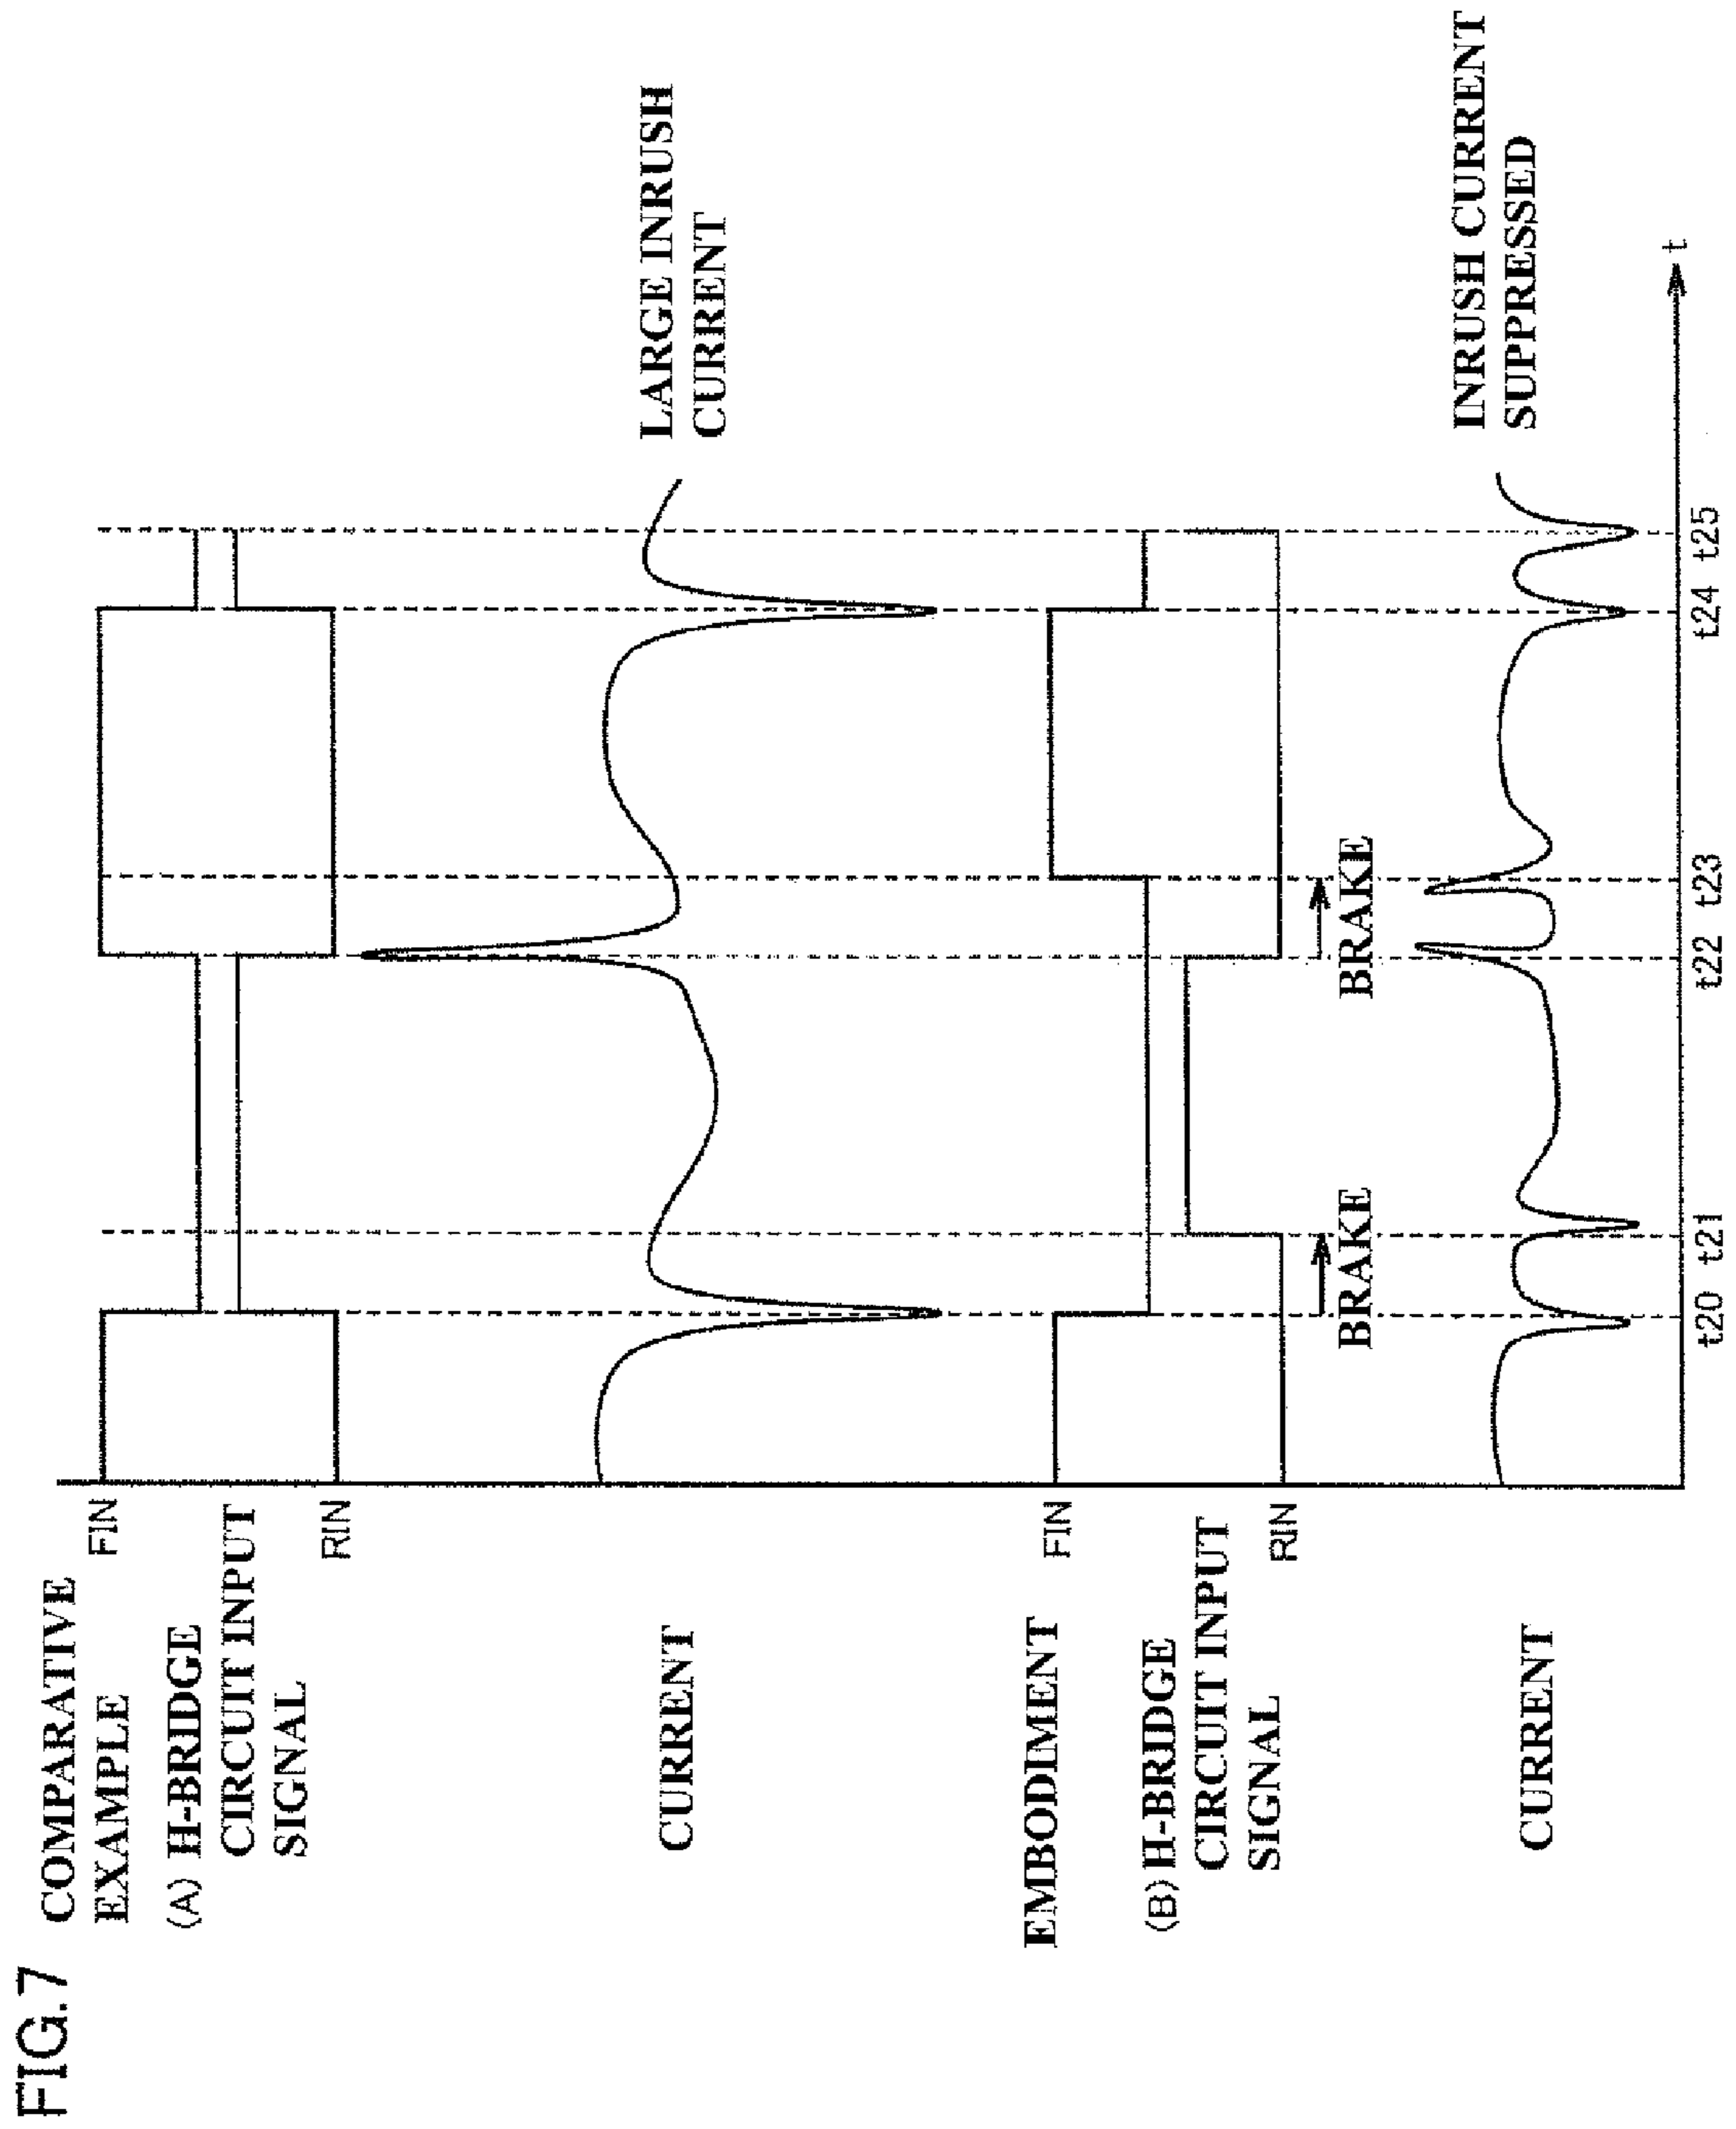 FIG.7
COMPARATIVE
EXAMPLE
(A) H-BRIDGE
CIRCUIT INPUT
SIGNAL
FIN
RIN
CURRENT
LARGE INRUSH
CURRENT
EMBODIMENT
(B) H-BRIDGE
CIRCUIT INPUT
SIGNAL
FIN
RIN
BRAKE
BRAKE
CURRENT
INRUSH CURRENT
SUPPRESSED
t20 t21 t22 t23 t24 t25
t